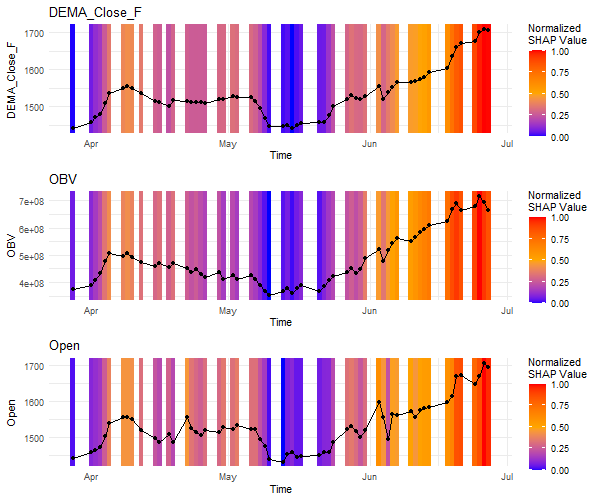 DEMA_Close_F
DEMA_Close_F
1700
1600
1500
Apr
May
Jun
Jul
Time
Normalized
SHAP Value
1.00
0.75
0.50
0.25
0.00
OBV
OBV
7e+08
6e+08
5e+08
4e+08
Apr
May
Jun
Jul
Time
Normalized
SHAP Value
1.00
0.75
0.50
0.25
0.00
Open
Open
1700
1600
1500
Apr
May
Jun
Jul
Time
Normalized
SHAP Value
1.00
0.75
0.50
0.25
0.00